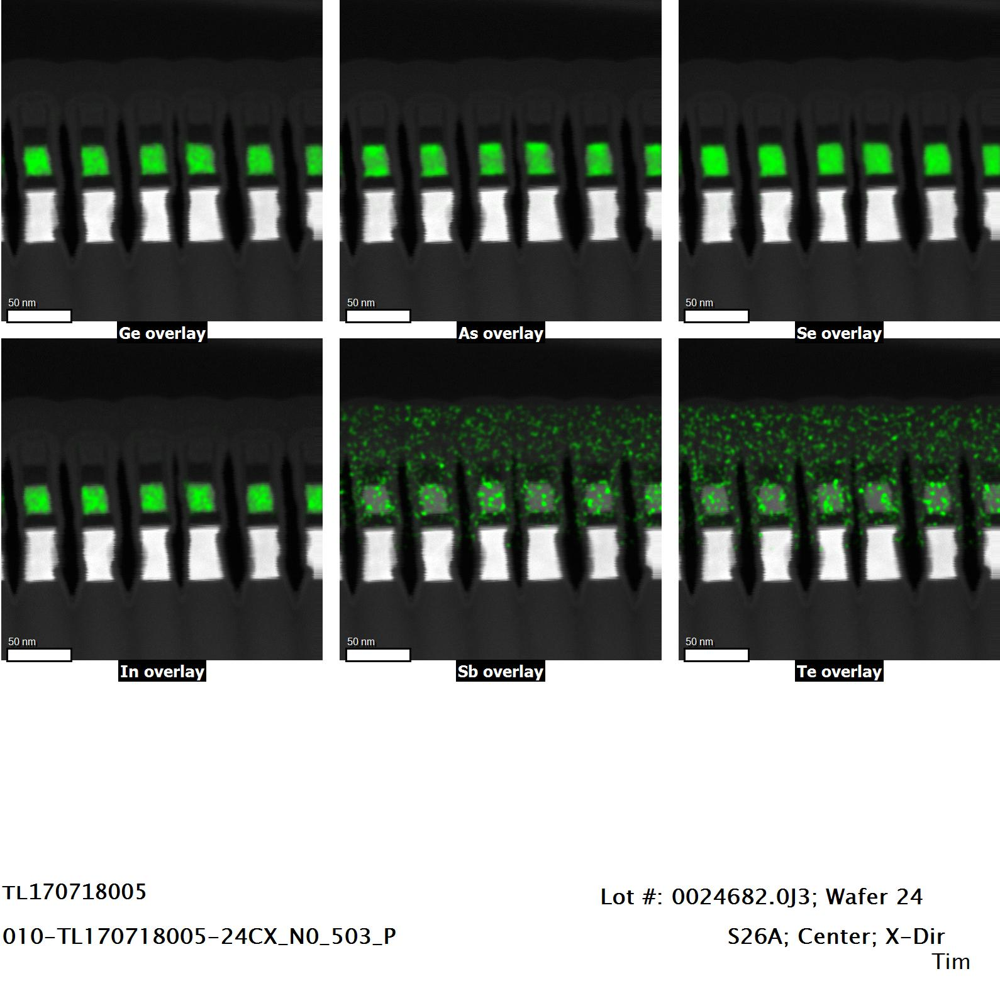 50 nm
50 nm
50 nm
Ge overlay
As overlay
Se overlay
50 nm
50 nm
50 nm
In overlay
Sb overlay
Te overlay
TL170718005
Lot #: 0024682.0J3; Wafer 24
010-TL170718005-24CX_N0_503_P
S26A; Center; X-Dir
Tim